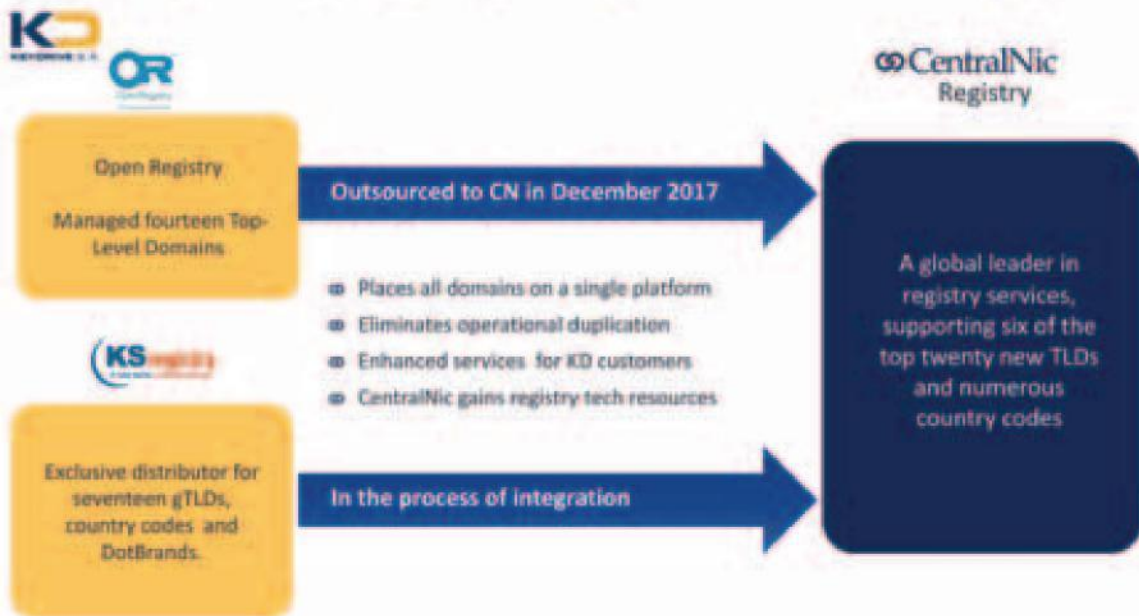 KD
KEYDRIVE S.A.
OR
OpenRegistry
CentralNic
Registry
Open Registry
Managed fourteen Top-
Level Domains
Outsourced to CN in December 2017
Places all domains on a single platform
Eliminates operational duplication
Enhanced services for KD customers
CentralNic gains registry tech resources
KSregistry
Exclusive distributor for
seventeen gTLDs,
country codes and
DotBrands.
In the process of integration
A global leader in
registry services,
supporting six of the
top twenty new TLDs
and numerous
country codes